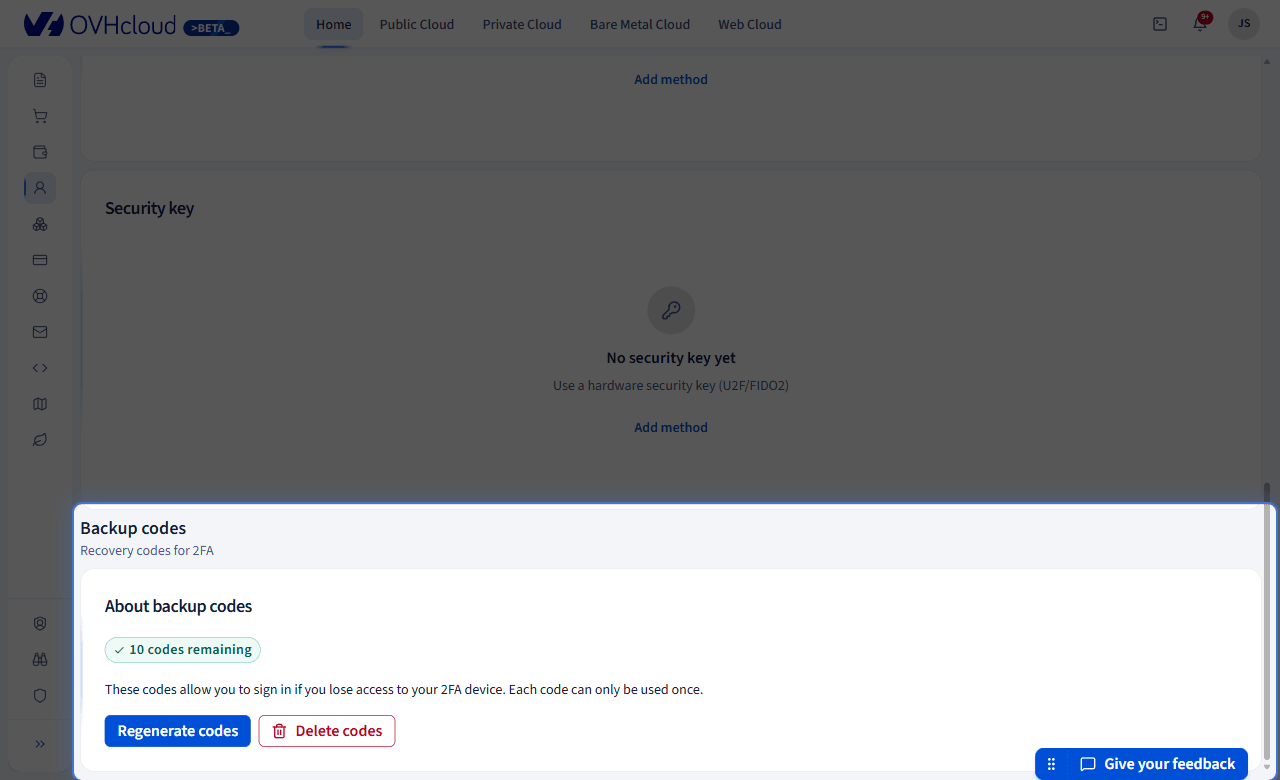 OVHcloud >BETA_ Home Public Cloud Private Cloud Bare Metal Cloud Web Cloud 9+ JS
Add method
Security key
No security key yet
Use a hardware security key (U2F/FIDO2)
Add method
Backup codes
Recovery codes for 2FA
About backup codes
10 codes remaining
These codes allow you to sign in if you lose access to your 2FA device. Each code can only be used once.
Regenerate codes Delete codes
Give your feedback